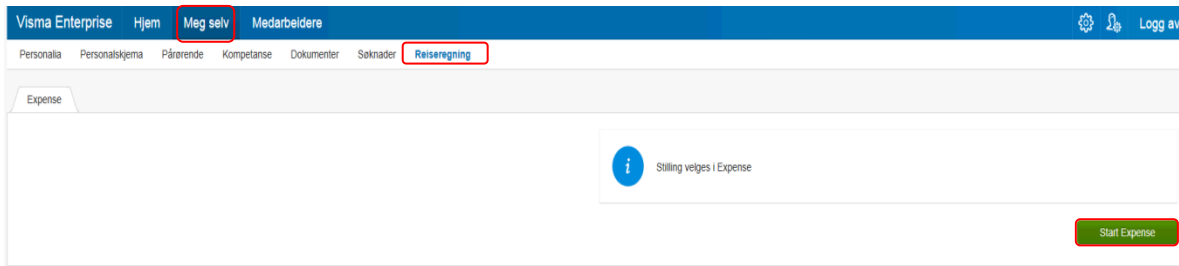 Visma Enterprise Hjem Meg selv Medarbeidere Logg av
Personalia Personalskjema Pårørende Kompetanse Dokumenter Søknader Reiseregning
Expense
i Stilling velges i Expense
Start Expense